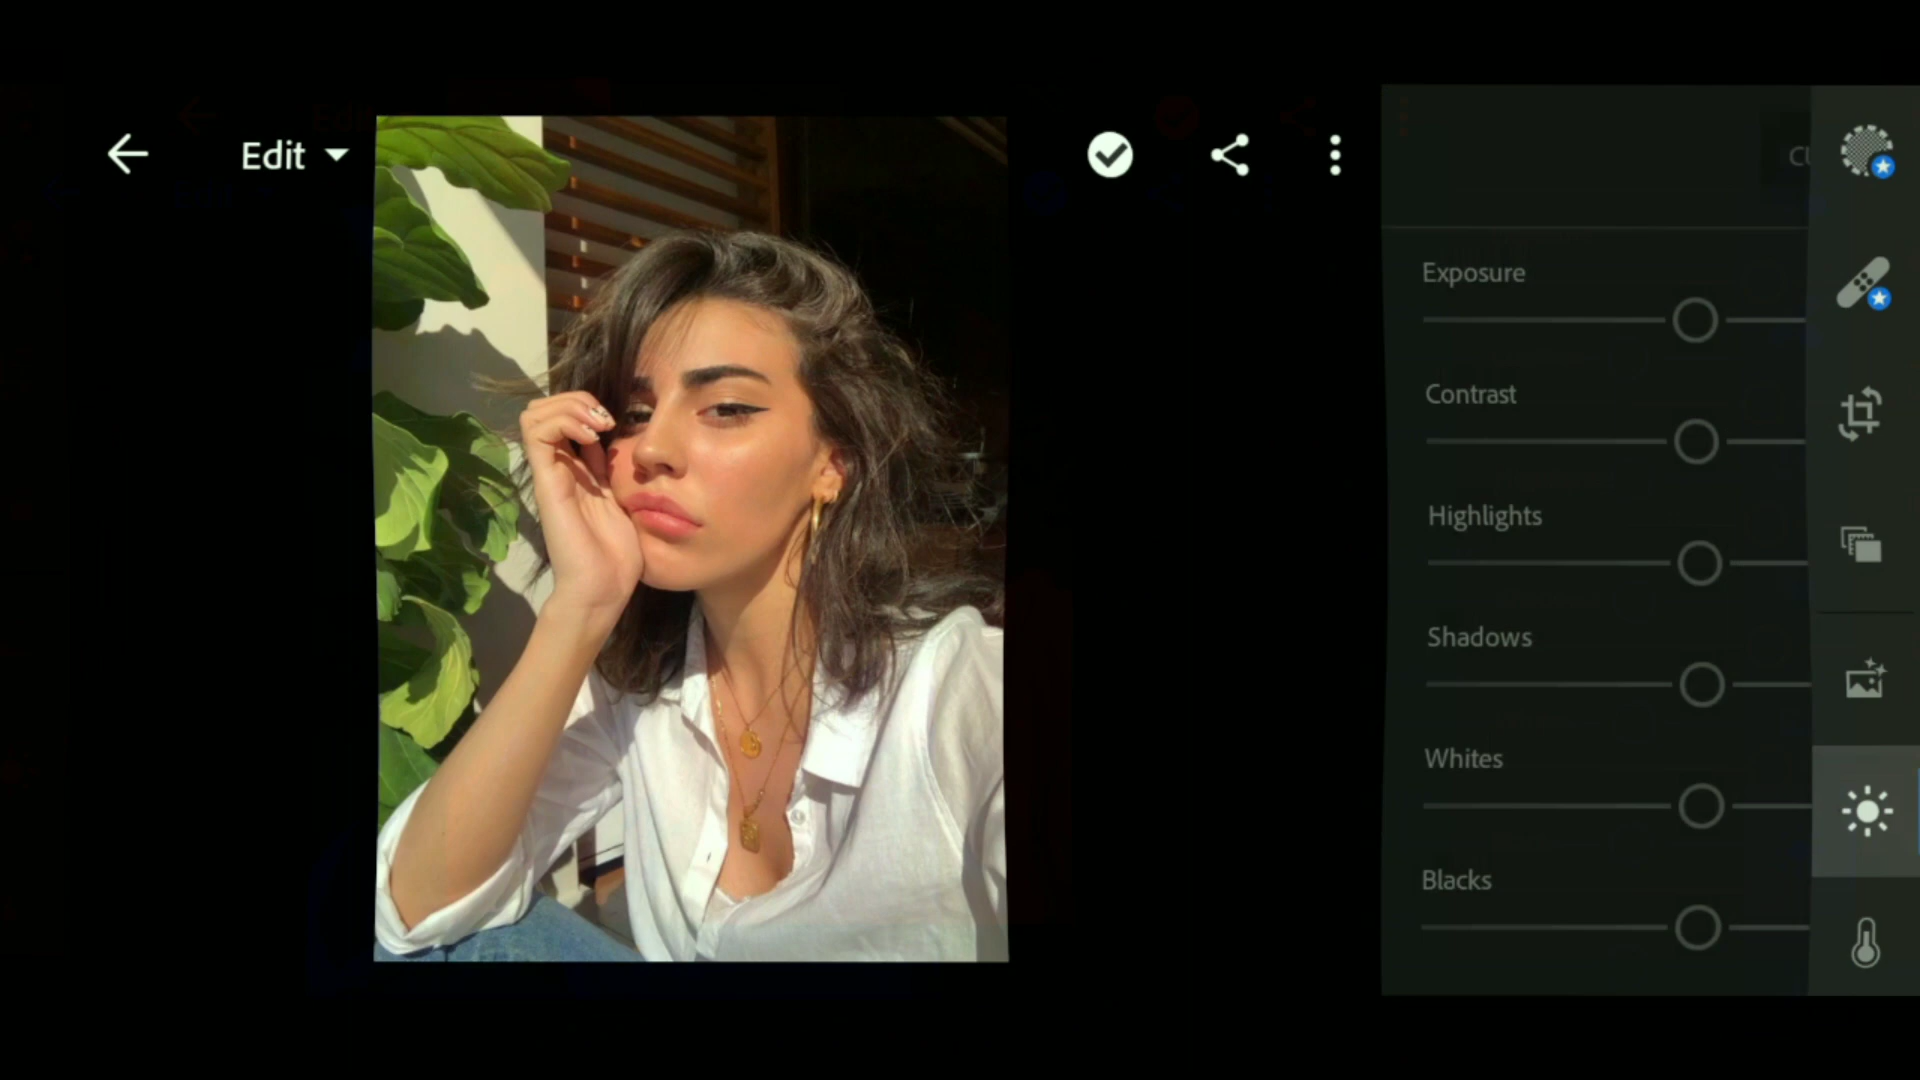 Edit
Exposure
Contrast
Highlights
Shadows
Whites
Blacks